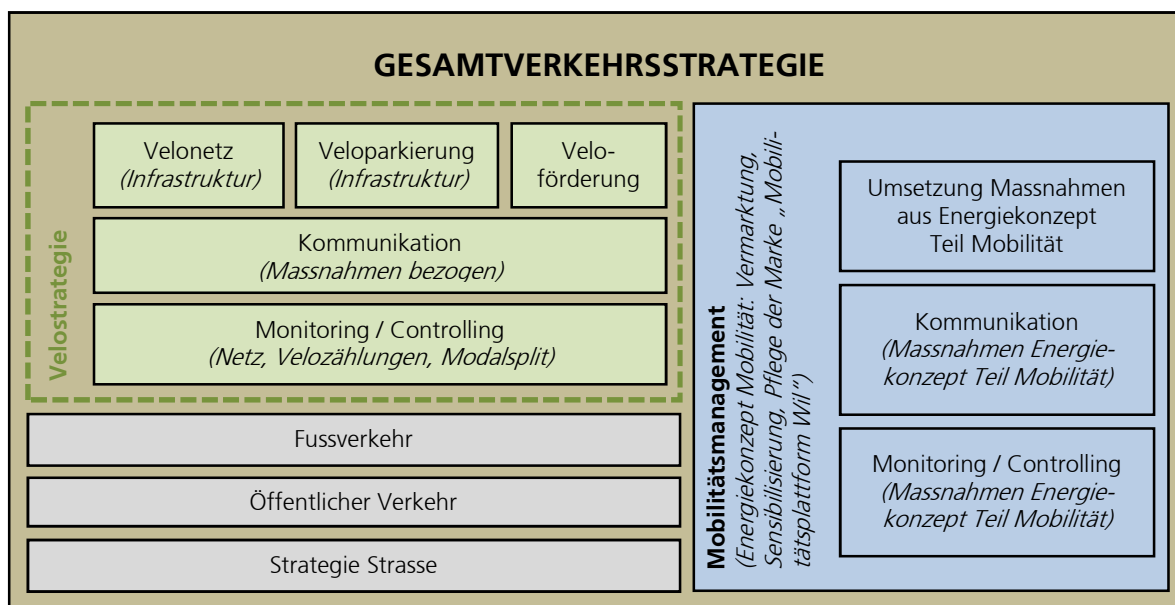 GESAMTVERKEHRSSTRATEGIE
Velostrategie
Velonetz
(Infrastruktur)
Veloparkierung
(Infrastruktur)
Velo-
förderung
Kommunikation
(Massnahmen bezogen)
Monitoring / Controlling
(Netz, Velozählungen, Modalsplit)
Fussverkehr
Öffentlicher Verkehr
Strategie Strasse
Mobilitätsmanagement
(Energiekonzept Mobilität: Vermarktung,
Sensibilisierung, Pflege der Marke „Mobili-
tätsplattform Wil“)
Umsetzung Massnahmen
aus Energiekonzept
Teil Mobilität
Kommunikation
(Massnahmen Energie-
konzept Teil Mobilität)
Monitoring / Controlling
(Massnahmen Energie-
konzept Teil Mobilität)